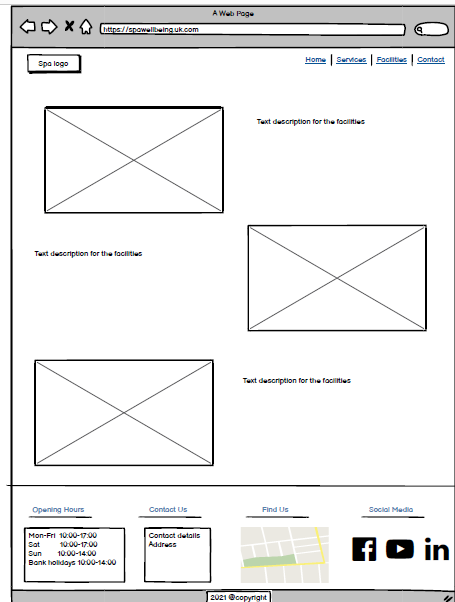 A Web Page
https://spawellbeing.uk.com
Spa logo
Home | Services | Facilities | Contact
Text description for the facilities
Text description for the facilities
Text description for the facilities
Opening Hours
Mon-Fri 10:00-17:00
Sat 10:00-17:00
Sun 10:00-14:00
Bank holidays 10:00-14:00
Contact Us
Contact details
Address
Find Us
Social Media
2021 @copyright